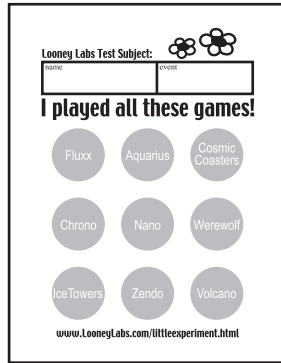 Looney Labs Test Subject:
name event
I played all these games!
Fluxx Aquarius Cosmic Coasters
Chrono Nano Werewolf
IceTowers Zendo Volcano
www.LooneyLabs.com/littleexperiment.html